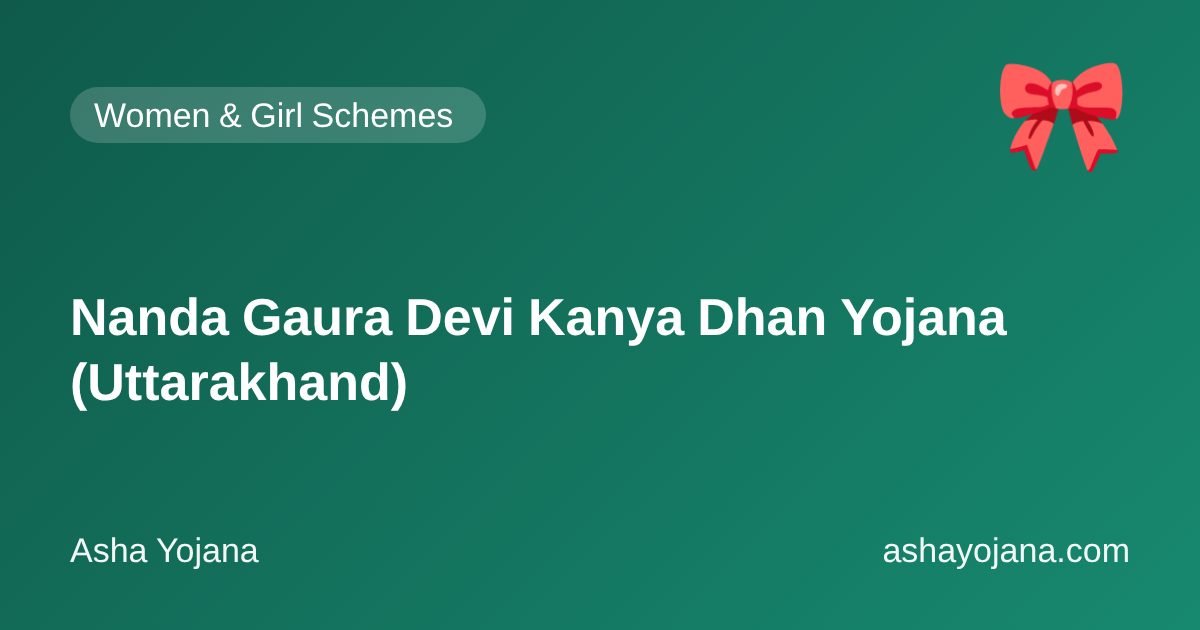 Women & Girl Schemes
Nanda Gaura Devi Kanya Dhan Yojana
(Uttarakhand)
Asha Yojana
ashayojana.com